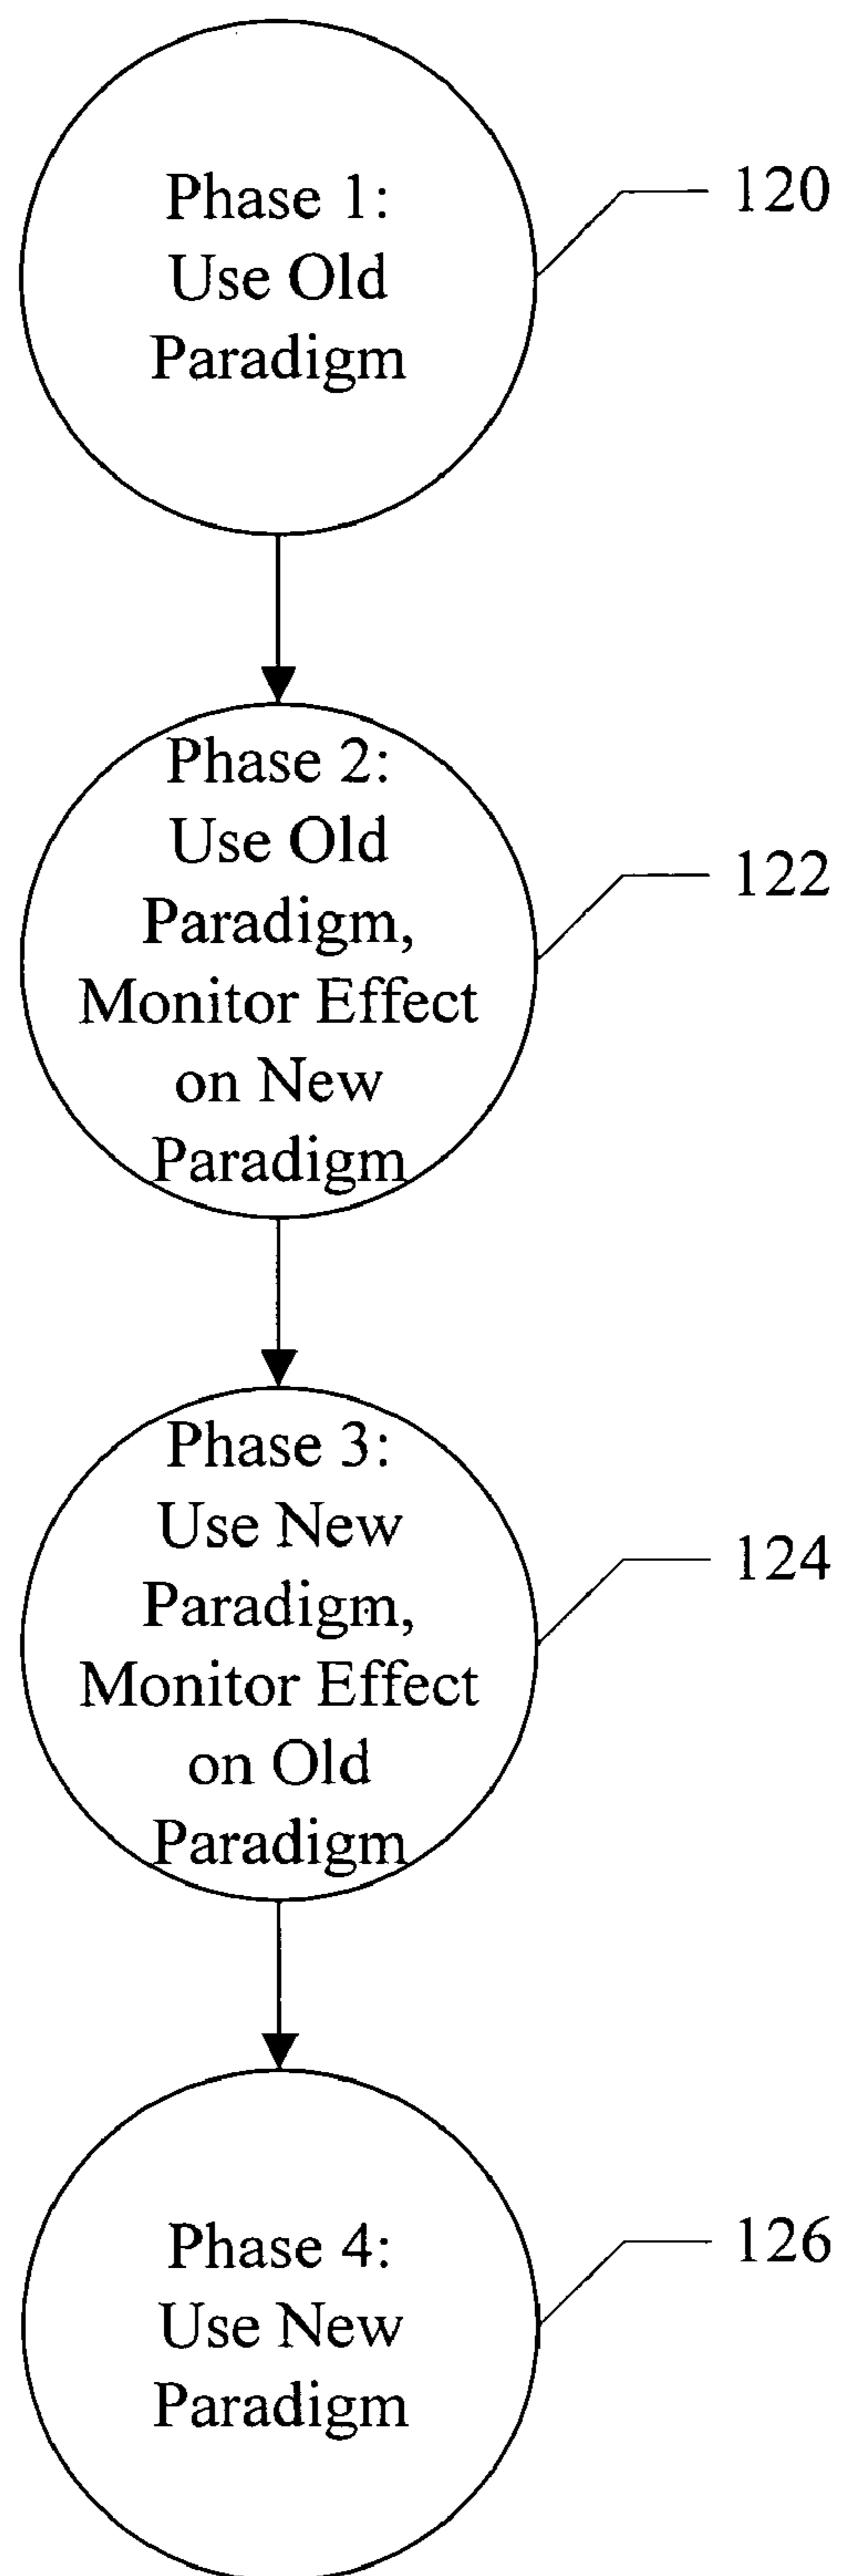 Phase 1:
Use Old
Paradigm
120
Phase 2:
Use Old
Paradigm,
Monitor Effect
on New
Paradigm
122
Phase 3:
Use New
Paradigm,
Monitor Effect
on Old
Paradigm
124
Phase 4:
Use New
Paradigm
126